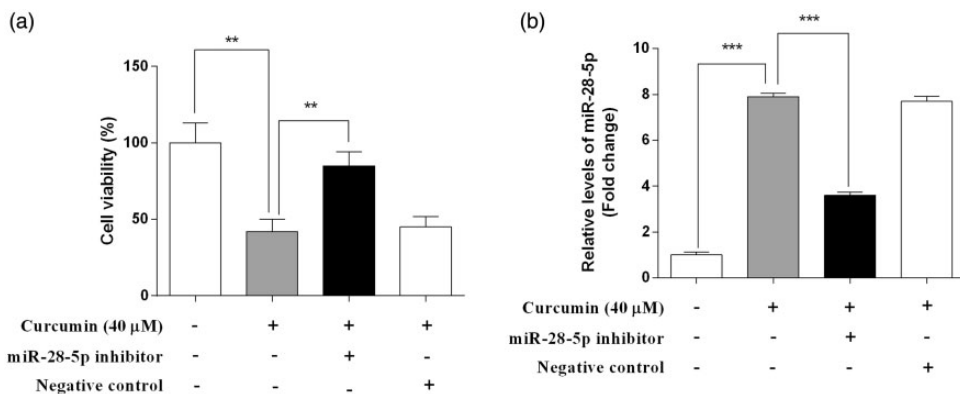 (a)
**
**
150
100
50
0
Cell viability (%)
Curcumin (40 μM) - + + +
miR-28-5p inhibitor - - + -
Negative control - - - +
(b)
***
***
10
8
6
4
2
0
Relative levels of miR-28-5p
(Fold change)
Curcumin (40 μM) - + + +
miR-28-5p inhibitor - - + -
Negative control - - - +